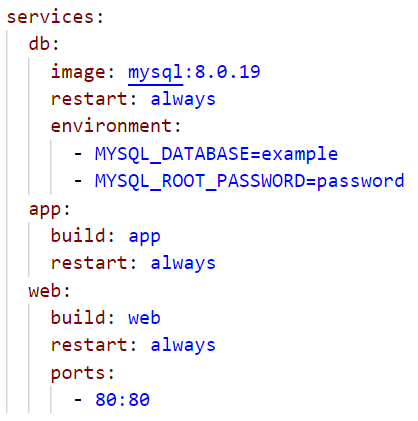 services:
  db:
    image: mysql:8.0.19
    restart: always
    environment:
      - MYSQL_DATABASE=example
      - MYSQL_ROOT_PASSWORD=password
  app:
    build: app
    restart: always
  web:
    build: web
    restart: always
    ports:
      - 80:80